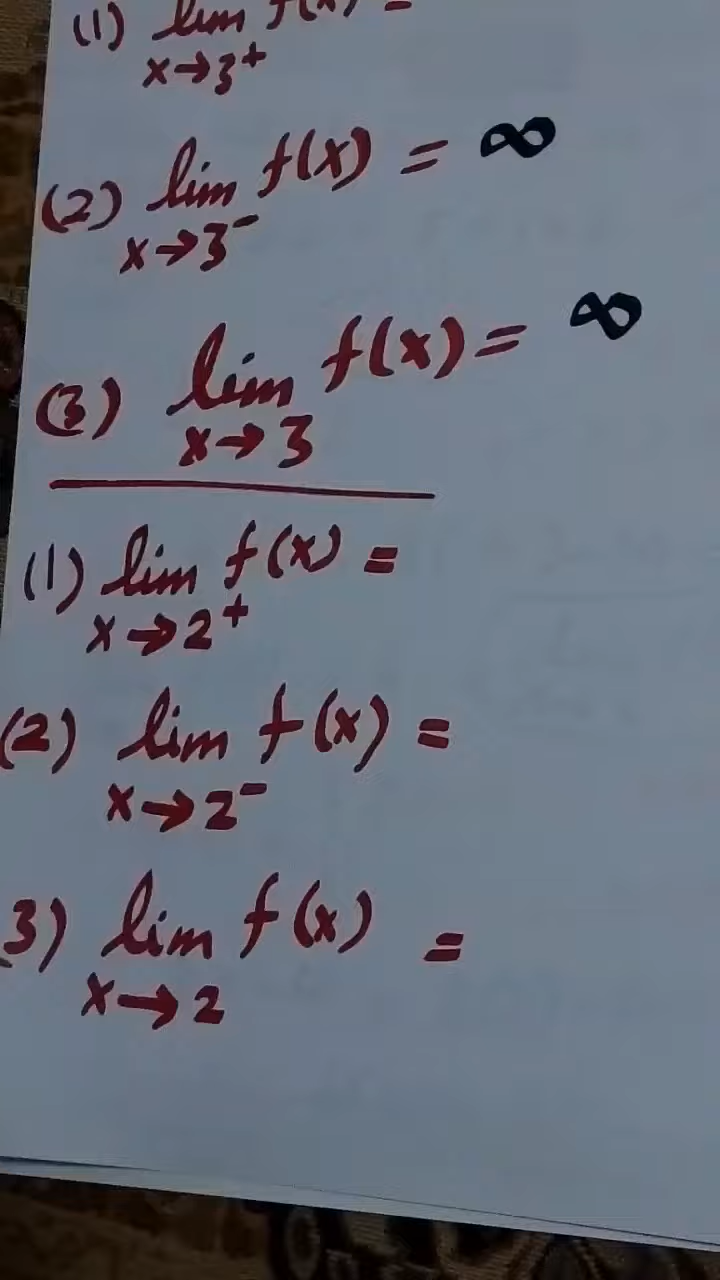 (1) lim f(x) =
x→3⁺
(2) lim f(x) = ∞
x→3⁻
(3) lim f(x) = ∞
x→3
(1) lim f(x) =
x→2⁺
(2) lim f(x) =
x→2⁻
3) lim f(x) =
x→2